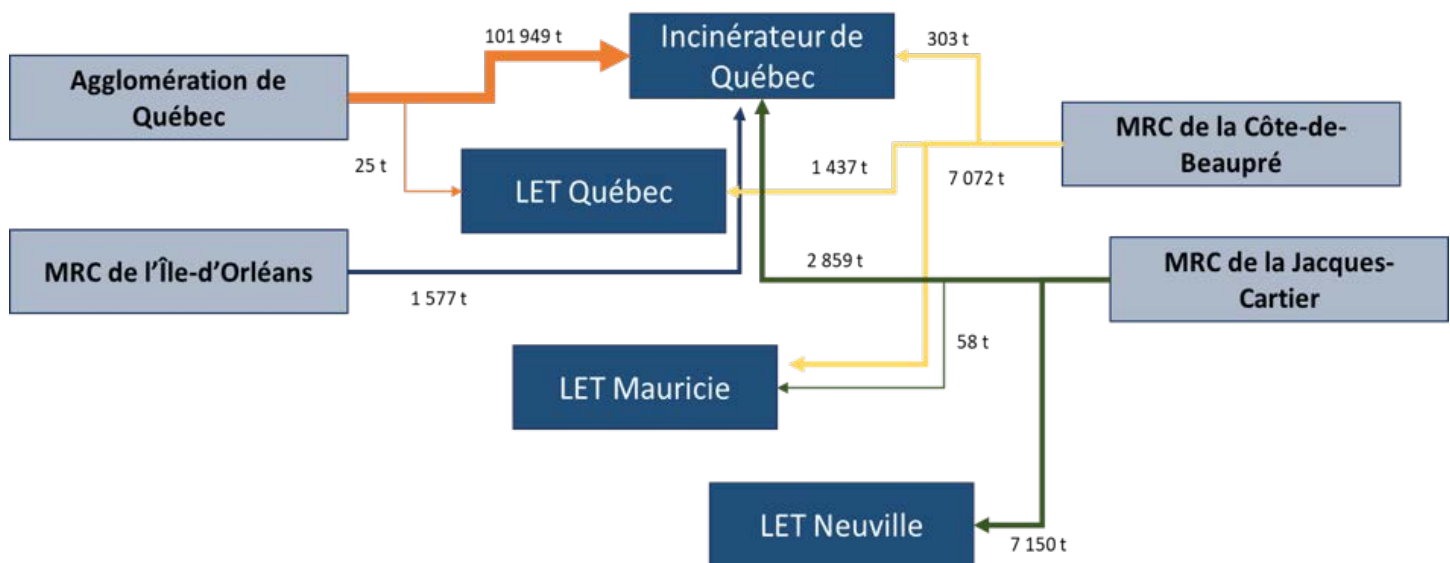 101 949 t
Incinérateur de
Québec
303 t
Agglomération de
Québec
MRC de la Côte-de-
Beaupré
25 t
LET Québec
1 437 t
7 072 t
MRC de l'Île-d'Orléans
1 577 t
2 859 t
MRC de la Jacques-
Cartier
58 t
LET Mauricie
LET Neuville
7 150 t